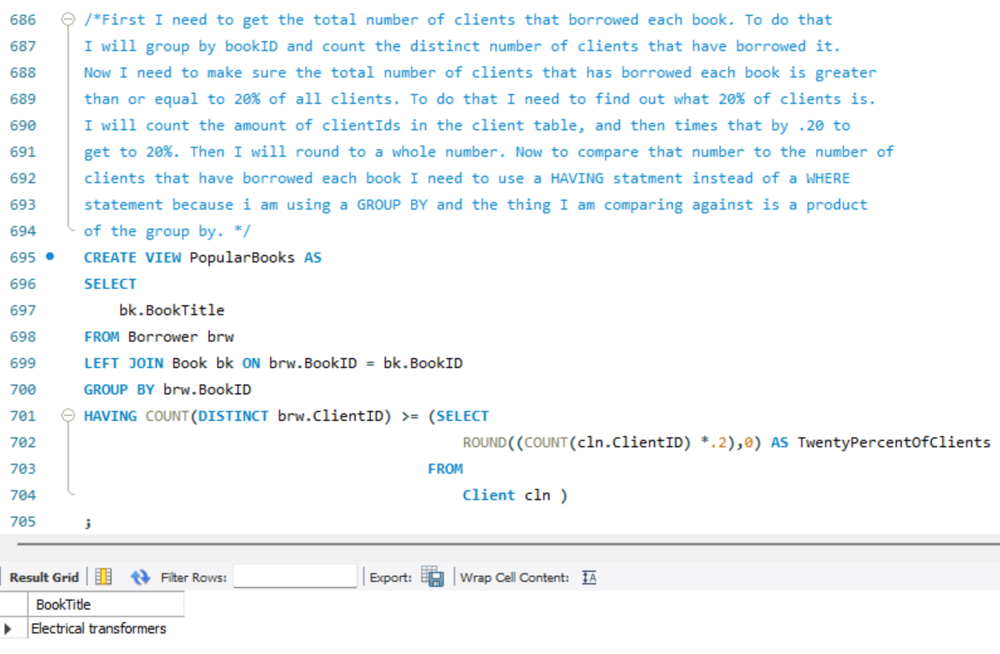 686 /*First I need to get the total number of clients that borrowed each book. To do that
687 I will group by bookID and count the distinct number of clients that have borrowed it.
688 Now I need to make sure the total number of clients that has borrowed each book is greater
689 than or equal to 20% of all clients. To do that I need to find out what 20% of clients is.
690 I will count the amount of clientIds in the client table, and then times that by .20 to
691 get to 20%. Then I will round to a whole number. Now to compare that number to the number of
692 clients that have borrowed each book I need to use a HAVING statment instead of a WHERE
693 statement because i am using a GROUP BY and the thing I am comparing against is a product
694 of the group by. */
695 CREATE VIEW PopularBooks AS
696 SELECT
697 bk.BookTitle
698 FROM Borrower brw
699 LEFT JOIN Book bk ON brw.BookID = bk.BookID
700 GROUP BY brw.BookID
701 HAVING COUNT(DISTINCT brw.ClientID) >= (SELECT
702 ROUND((COUNT(cln.ClientID) *.2),0) AS TwentyPercentOfClients
703 FROM
704 Client cln )
705 ;
Result Grid Filter Rows: Export: Wrap Cell Content: IA
BookTitle
Electrical transformers